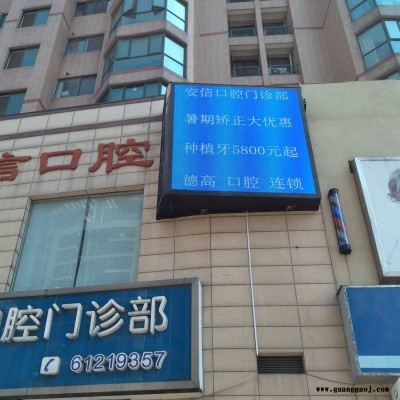 安信口腔门诊部
暑期矫正大优惠
种植牙5800元起
德高 口腔 连锁
信口腔
腔门诊部
61219357
www.guanggaoj.com